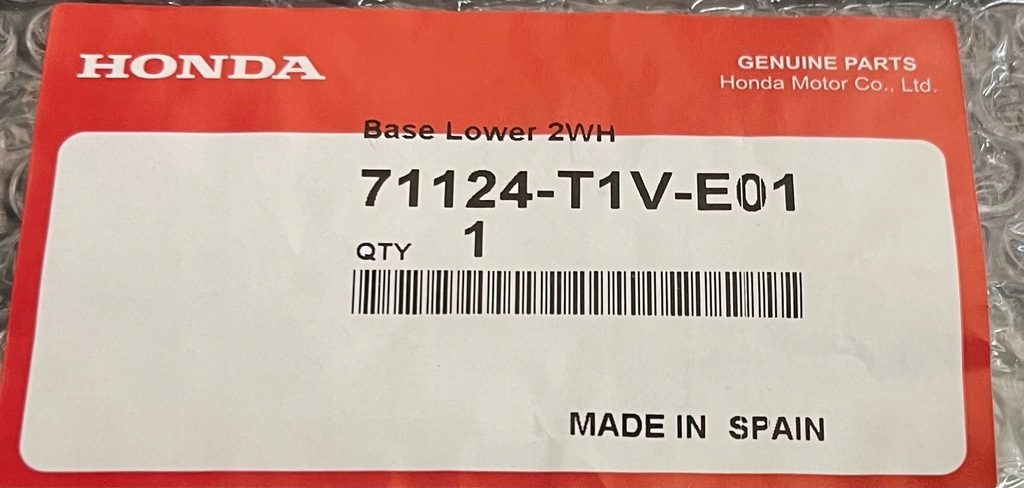 HONDA
GENUINE PARTS
Honda Motor Co., Ltd.
Base Lower 2WH
71124-T1V-E01
QTY 1
MADE IN SPAIN